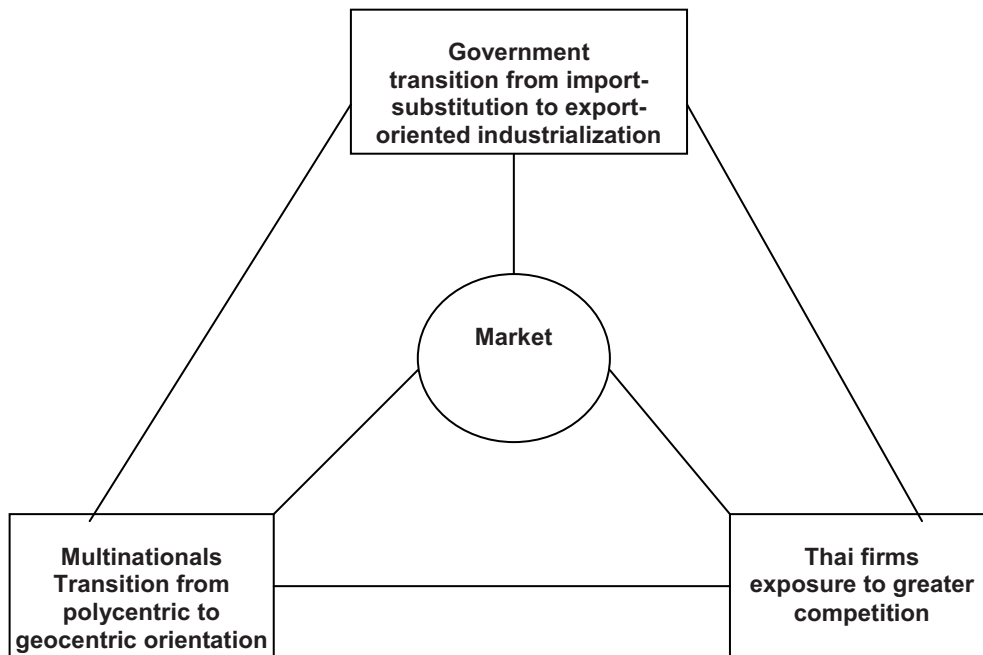 Government
transition from import-
substitution to export-
oriented industrialization
Market
Multinationals
Transition from
polycentric to
geocentric orientation
Thai firms
exposure to greater
competition